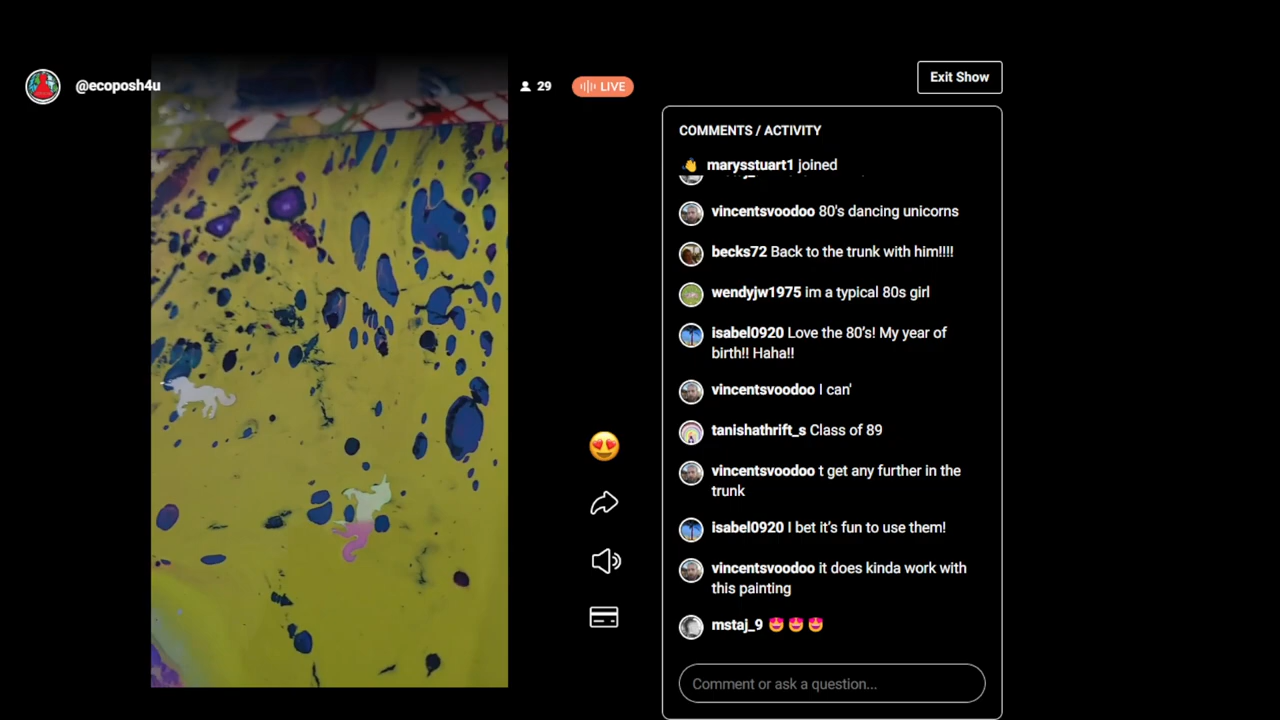 @ecoposh4u
29
LIVE
Exit Show
COMMENTS / ACTIVITY
marysstuart1 joined
vincentsvoodoo 80's dancing unicorns
becks72 Back to the trunk with him!!!!
wendyjw1975 im a typical 80s girl
isabel0920 Love the 80’s! My year of
birth!! Haha!!
vincentsvoodoo I can'
tanishathrift_s Class of 89
vincentsvoodoo t get any further in the
trunk
isabel0920 I bet it’s fun to use them!
vincentsvoodoo it does kinda work with
this painting
mstaj_9 🤩🤩🤩
Comment or ask a question...